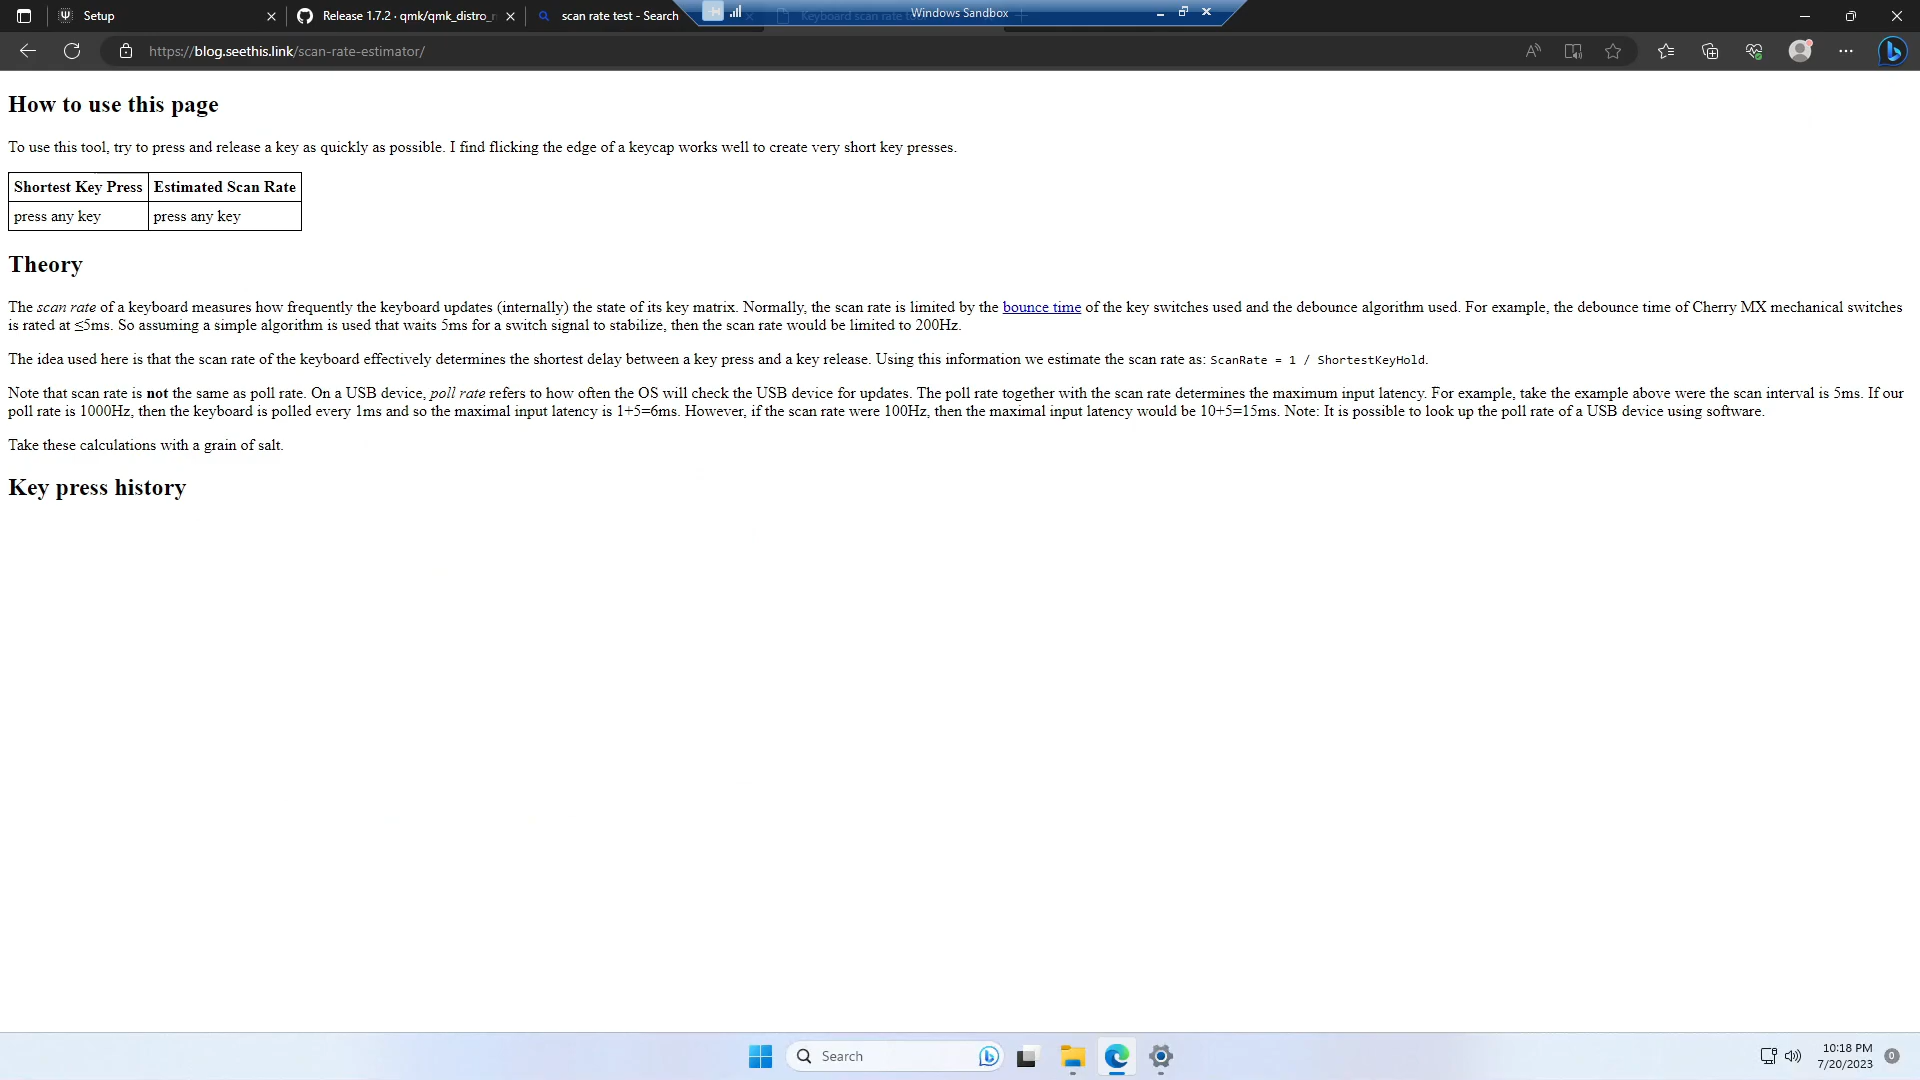 Setup
Release 1.7.2 · qmk/qmk_distro_
scan rate test - Search
Keyboard scan rate
Windows Sandbox
https://blog.seethis.link/scan-rate-estimator/
How to use this page
To use this tool, try to press and release a key as quickly as possible. I find flicking the edge of a keycap works well to create very short key presses.
Shortest Key Press Estimated Scan Rate
press any key press any key
Theory
The scan rate of a keyboard measures how frequently the keyboard updates (internally) the state of its key matrix. Normally, the scan rate is limited by the bounce time of the key switches used and the debounce algorithm used. For example, the debounce time of Cherry MX mechanical switches
is rated at ≤5ms. So assuming a simple algorithm is used that waits 5ms for a switch signal to stabilize, then the scan rate would be limited to 200Hz.
The idea used here is that the scan rate of the keyboard effectively determines the shortest delay between a key press and a key release. Using this information we estimate the scan rate as: ScanRate = 1 / ShortestKeyHold.
Note that scan rate is not the same as poll rate. On a USB device, poll rate refers to how often the OS will check the USB device for updates. The poll rate together with the scan rate determines the maximum input latency. For example, take the example above were the scan interval is 5ms. If our
poll rate is 1000Hz, then the keyboard is polled every 1ms and so the maximal input latency is 1+5=6ms. However, if the scan rate were 100Hz, then the maximal input latency would be 10+5=15ms. Note: It is possible to look up the poll rate of a USB device using software.
Take these calculations with a grain of salt.
Key press history
Search
10:18 PM
7/20/2023
0